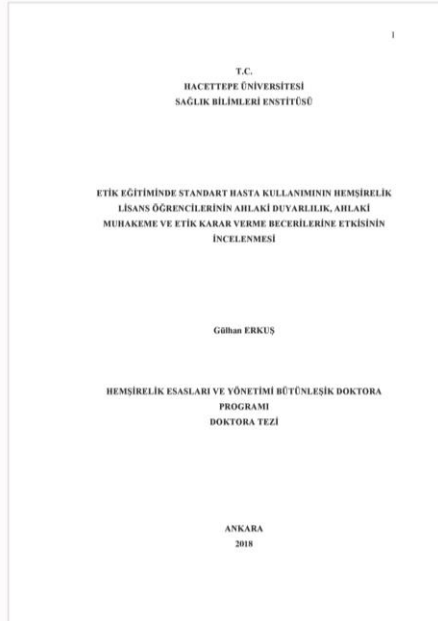 1
T.C.
HACETTEPE ÜNİVERSİTESİ
SAĞLIK BİLİMLERİ ENSTİTÜSÜ
ETİK EĞİTİMİNDE STANDART HASTA KULLANIMININ HEMŞİRELİK
LİSANS ÖĞRENCİLERİNİN AHLAKİ DUYARLILIK, AHLAKİ
MUHAKEME VE ETİK KARAR VERME BECERİLERİNE ETKİSİNİN
İNCELENMESİ
Gülhan ERKUŞ
HEMŞİRELİK ESASLARI VE YÖNETİMİ BÜTÜNLEŞİK DOKTORA
PROGRAMI
DOKTORA TEZİ
ANKARA
2018